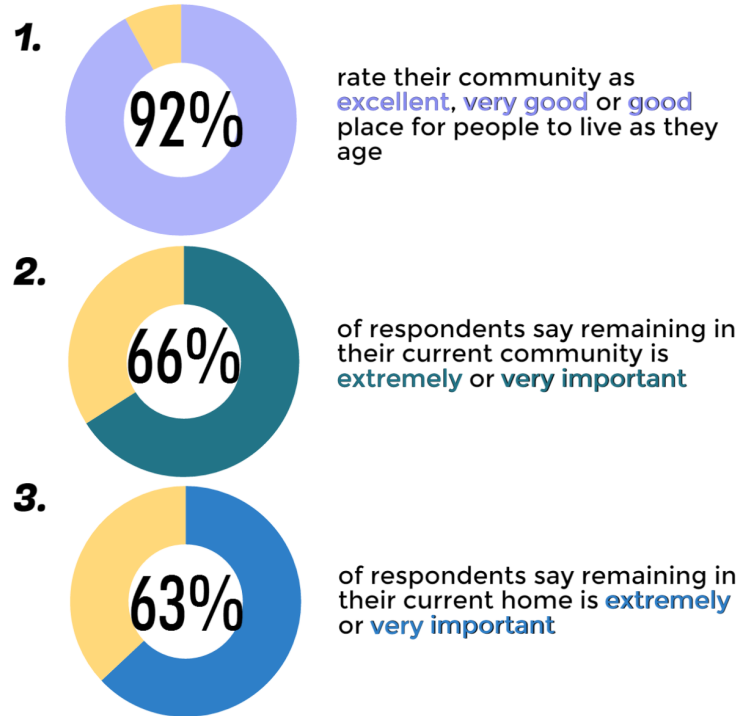 1.
92%
rate their community as
excellent, very good or good
place for people to live as they
age
2.
66%
of respondents say remaining in
their current community is
extremely or very important
3.
63%
of respondents say remaining in
their current home is extremely
or very important